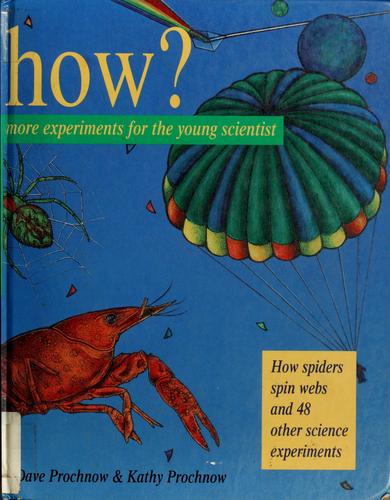 how?
more experiments for the young scientist
How spiders
spin webs
and 48
other science
experiments
Dave Prochnow & Kathy Prochnow